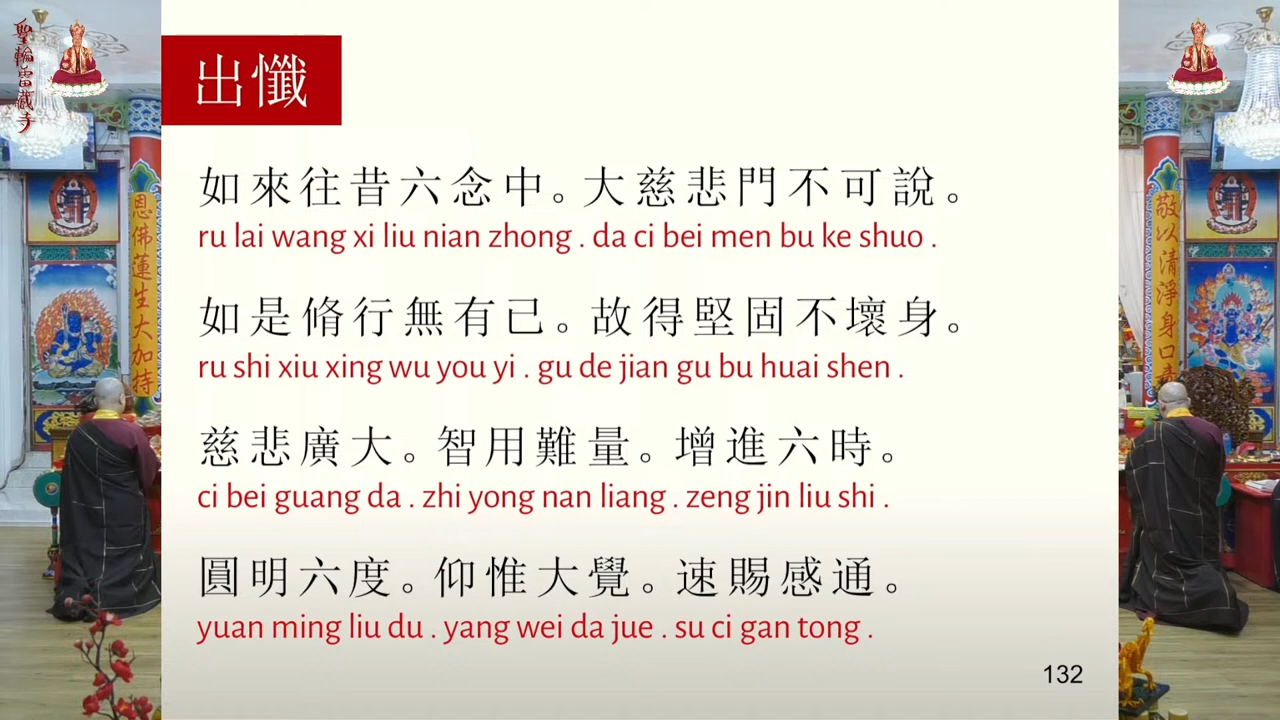 聖輪雷藏寺
出懺
如來往昔六念中。大慈悲門不可說。
ru lai wang xi liu nian zhong . da ci bei men bu ke shuo .
如是脩行無有已。故得堅固不壞身。
ru shi xiu xing wu you yi . gu de jian gu bu huai shen .
慈悲廣大。智用難量。增進六時。
ci bei guang da . zhi yong nan liang . zeng jin liu shi .
圓明六度。仰惟大覺。速賜感通。
yuan ming liu du . yang wei da jue . su ci gan tong .
132
恩佛蓮生大加持
敬以清淨身口意